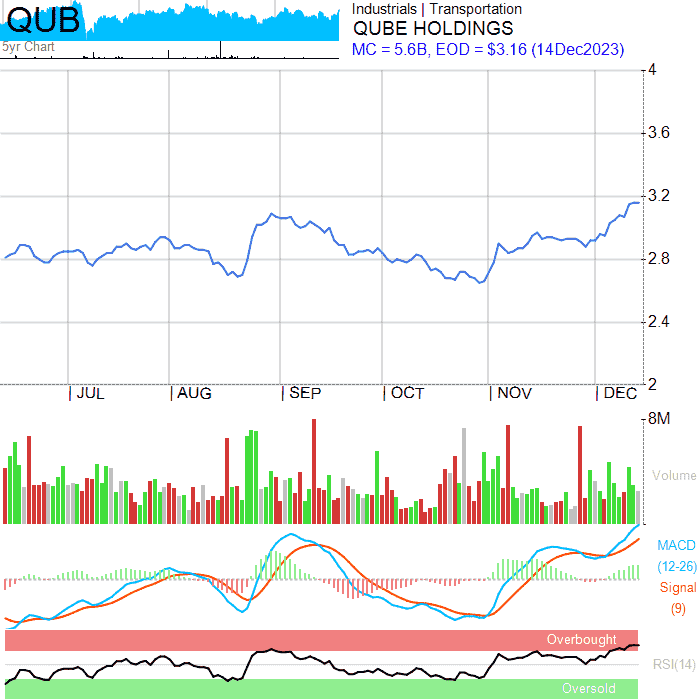 QUB
5yr Chart
Industrials | Transportation
QUBE HOLDINGS
MC = 5.6B, EOD = $3.16 (14Dec2023)
4
3.6
3.2
2.8
2.4
2
JUL AUG SEP OCT NOV DEC
8M
Volume
MACD
(12-26)
Signal
(9)
Overbought
RSI(14)
Oversold